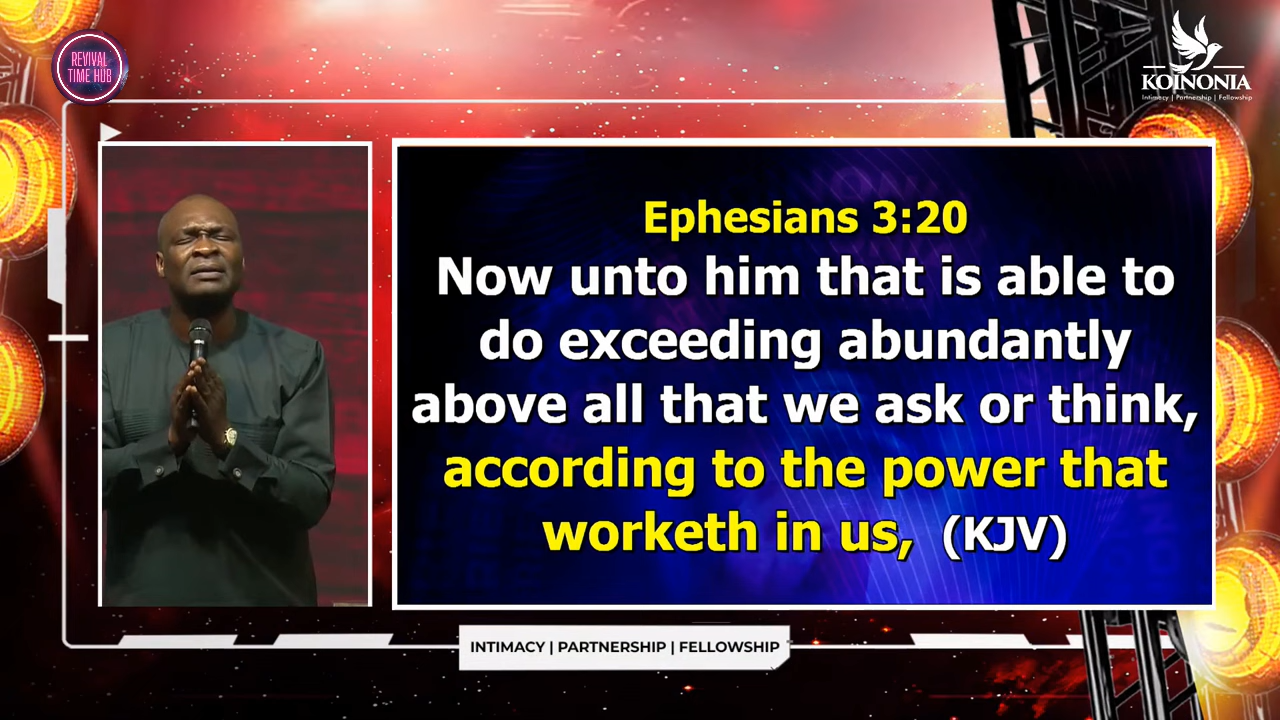 REVIVAL
TIME HUB
KOINONIA
Intimacy | Partnership | Fellowship
Ephesians 3:20
Now unto him that is able to
do exceeding abundantly
above all that we ask or think,
according to the power that
worketh in us, (KJV)
INTIMACY | PARTNERSHIP | FELLOWSHIP